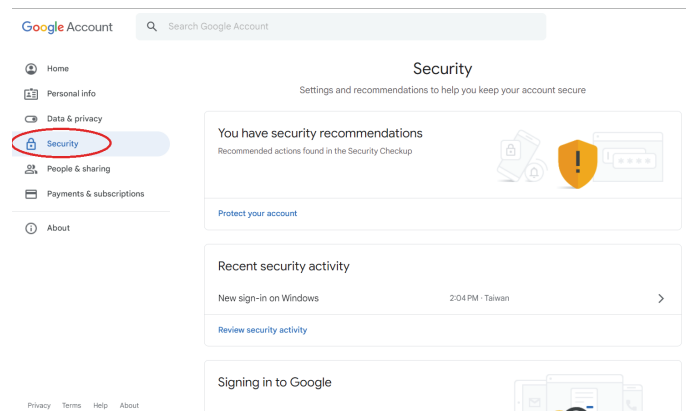 Google Account
Search Google Account
Home
Personal info
Data & privacy
Security
People & sharing
Payments & subscriptions
About
Privacy Terms Help About
Security
Settings and recommendations to help you keep your account secure
You have security recommendations
Recommended actions found in the Security Checkup
Protect your account
Recent security activity
New sign-in on Windows 2:04 PM · Taiwan
Review security activity
Signing in to Google